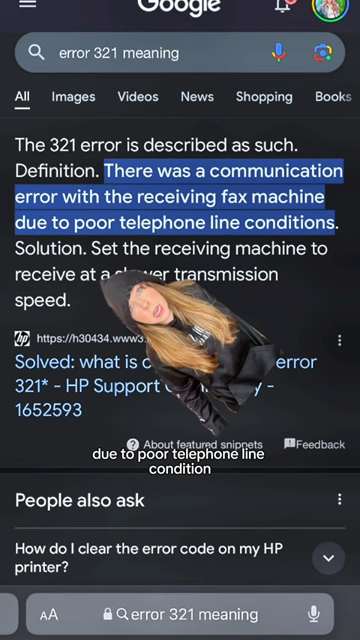 Google
error 321 meaning
All Images Videos News Shopping Books
The 321 error is described as such.
Definition. There was a communication
error with the receiving fax machine
due to poor telephone line conditions.
Solution. Set the receiving machine to
receive at a slower transmission
speed.
hp https://h30434.www3.
Solved: what is c error
321* - HP Support y -
1652593
About featured snippets Feedback
due to poor telephone line
condition
People also ask
How do I clear the error code on my HP
printer?
AA error 321 meaning